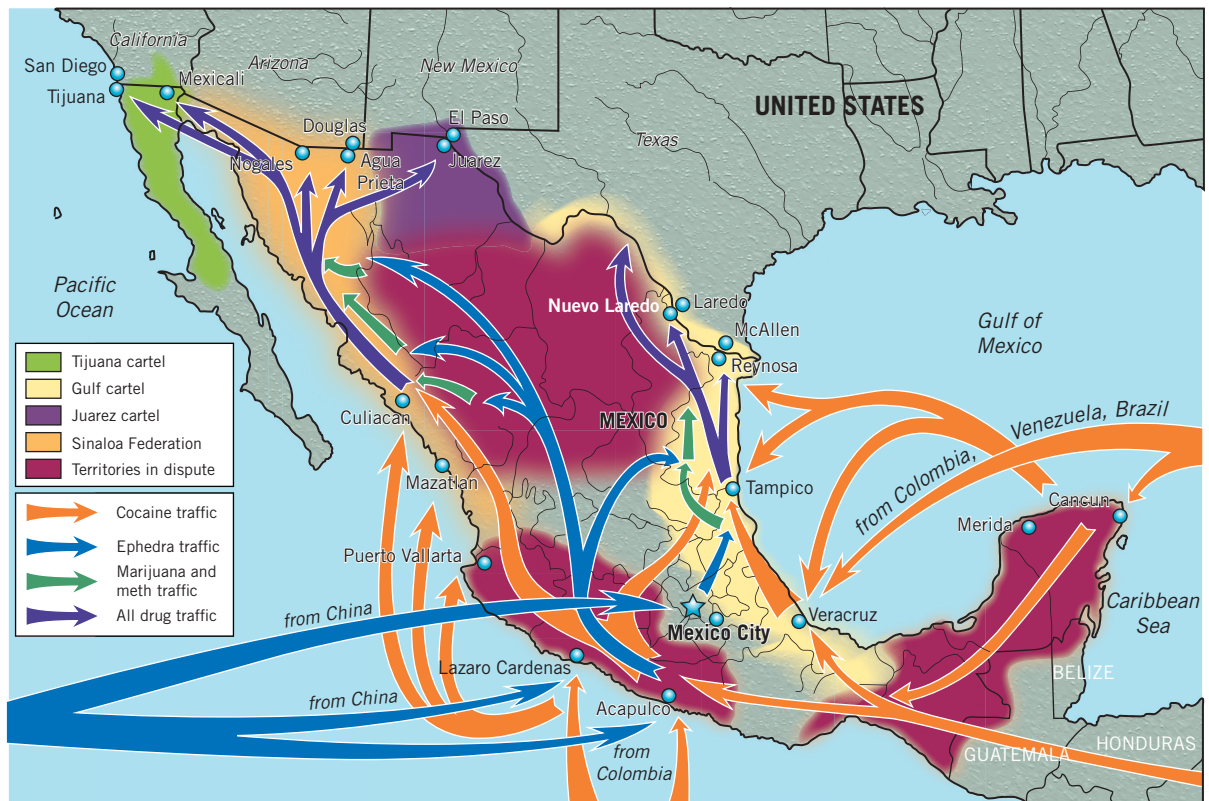 California
San Diego
Tijuana
Mexicali
Arizona
New Mexico
UNITED STATES
Douglas
El Paso
Nogales
Agua
Prieta
Juarez
Texas
Pacific
Ocean
Nuevo Laredo
Laredo
McAllen
Reynosa
Gulf of
Mexico
Tijuana cartel
Gulf cartel
Juarez cartel
Sinaloa Federation
Territories in dispute
Cocaine traffic
Ephedra traffic
Marijuana and
meth traffic
All drug traffic
Culiacan
MEXICO
Mazatlan
Tampico
Venezuela, Brazil
from Colombia,
Cancun
Merida
Puerto Vallarta
from China
Mexico City
Veracruz
Caribbean
Sea
Lazaro Cardenas
from China
Acapulco
from
Colombia
BELIZE
GUATEMALA
HONDURAS